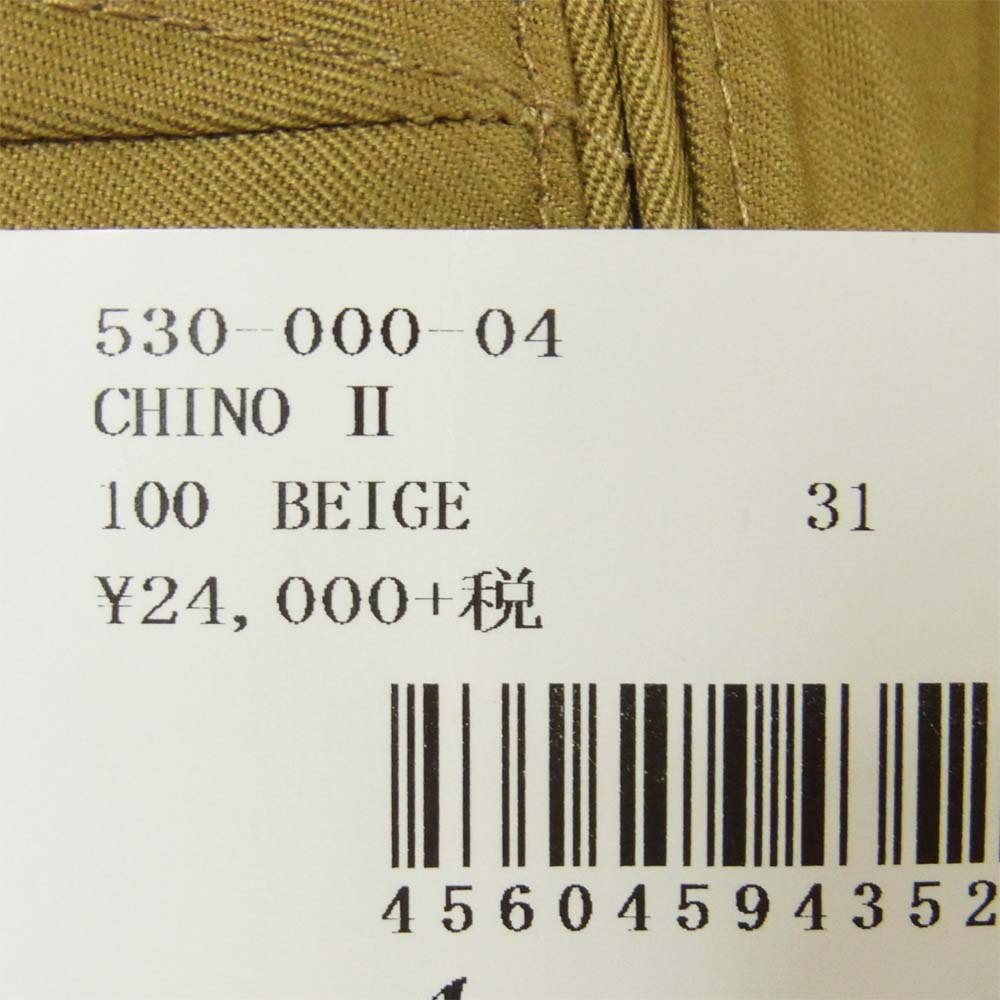 530-000-04
CHINO Ⅱ
100 BEIGE 31
¥24,000+税
45604594352